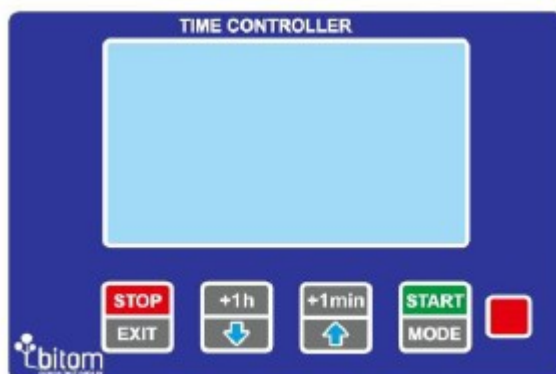 TIME CONTROLLER
STOP
EXIT
+1h
+1min
START
MODE
bitom